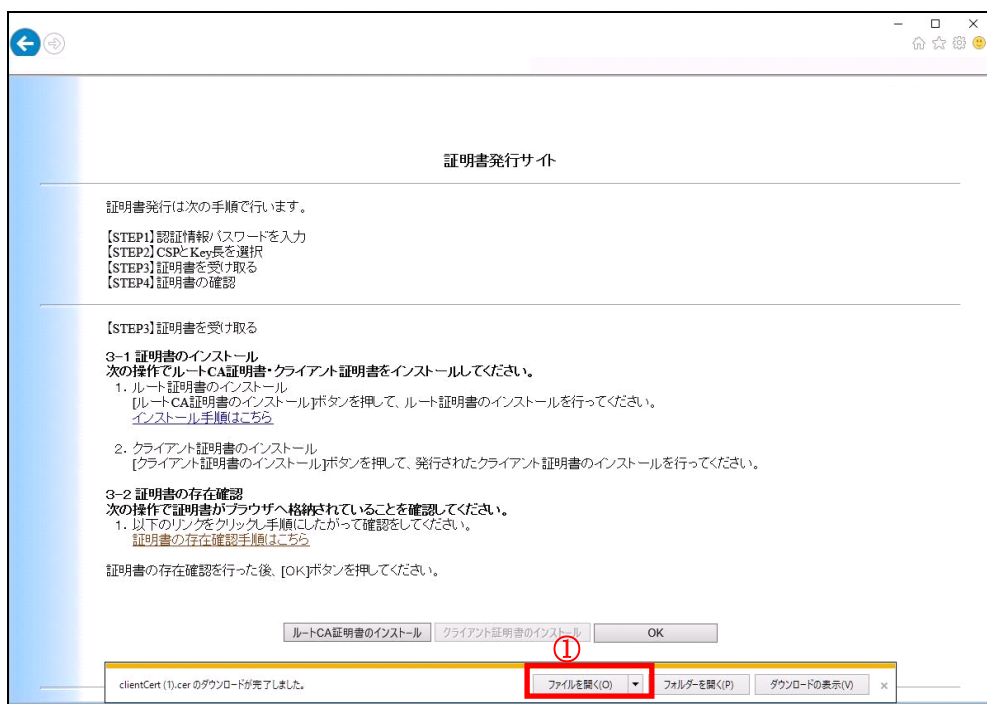 証明書発行サイト
証明書発行は次の手順で行います。
【STEP1】認証情報パスワードを入力
【STEP2】CSPとKey長を選択
【STEP3】証明書を受け取る
【STEP4】証明書の確認
【STEP3】証明書を受け取る
3-1 証明書のインストール
次の操作でルートCA証明書・クライアント証明書をインストールしてください。
1. ルート証明書のインストール
[ルートCA証明書のインストール]ボタンを押して、ルート証明書のインストールを行ってください。
インストール手順はこちら
2. クライアント証明書のインストール
[クライアント証明書のインストール]ボタンを押して、発行されたクライアント証明書のインストールを行ってください。
3-2 証明書の存在確認
次の操作で証明書がブラウザへ格納されていることを確認してください。
1. 以下のリンクをクリックし手順にしたがって確認をしてください。
証明書の存在確認手順はこちら
証明書の存在確認を行った後、[OK]ボタンを押してください。
ルートCA証明書のインストール クライアント証明書のインストール OK
①
clientCert (1).cer のダウンロードが完了しました。 ファイルを開く(O) フォルダーを開く(P) ダウンロードの表示(V) ×